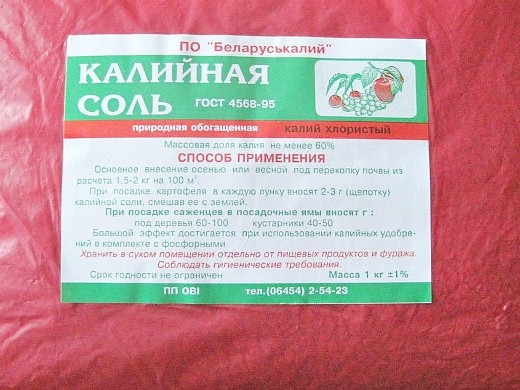 ПО "Беларуськалий"
КАЛИЙНАЯ
СОЛЬ ГОСТ 4568-95
природная обогащенная калий хлористый
Массовая доля калия не менее 60%
СПОСОБ ПРИМЕНЕНИЯ
Основное внесение осенью или весной под перекопку почвы из
расчета 1,5-2 кг на 100 м².
При посадке картофеля в каждую лунку вносят 2-3 г (щепотку)
калийной соли, смешав ее с землей.
При посадке саженцев в посадочные ямы вносят г :
под деревья 60-100 кустарники 40-50
Большой эффект достигается при использовании калийных удобре-
ний в комплекте с фосфорными.
Хранить в сухом помещении отдельно от пищевых продуктов и фуража.
Соблюдать гигиенические требования.
Срок годности не ограничен Масса 1 кг ±1%
ПП ОВІ тел.(06454) 2-54-23